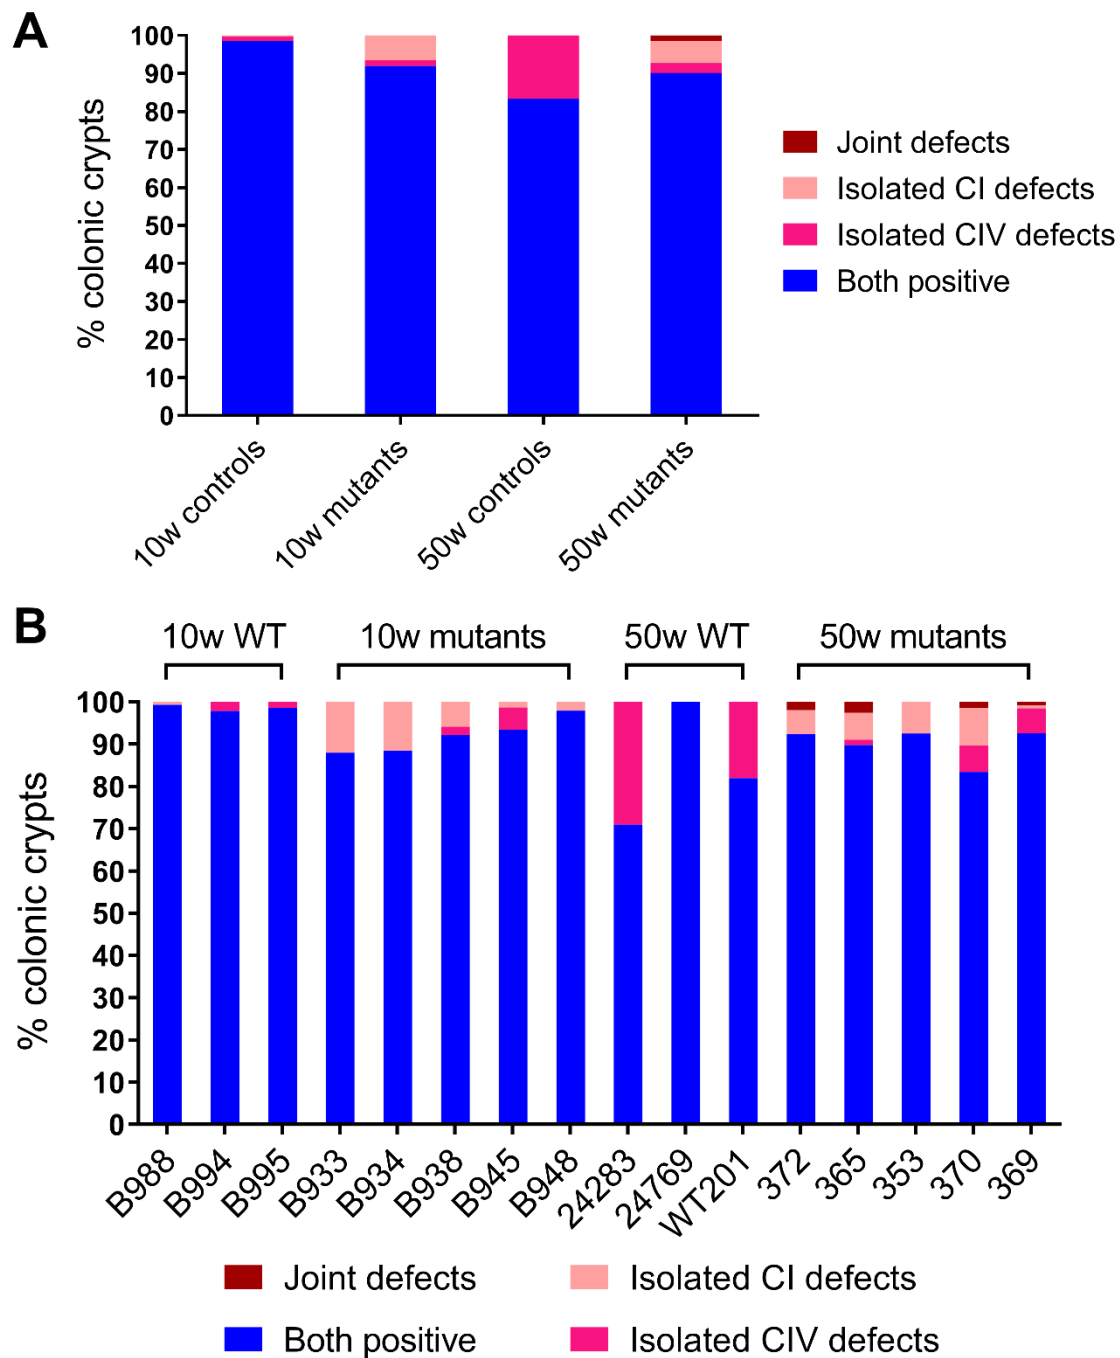 A
% colonic crypts
100
90
80
70
60
50
40
30
20
10
0
10w controls
10w mutants
50w controls
50w mutants
Joint defects
Isolated CI defects
Isolated CIV defects
Both positive
B
10w WT
10w mutants
50w WT
50w mutants
% colonic crypts
100
90
80
70
60
50
40
30
20
10
0
B988
B994
B995
B933
B934
B938
B945
B948
24283
24769
WT201
372
365
353
370
369
Joint defects
Isolated CI defects
Both positive
Isolated CIV defects